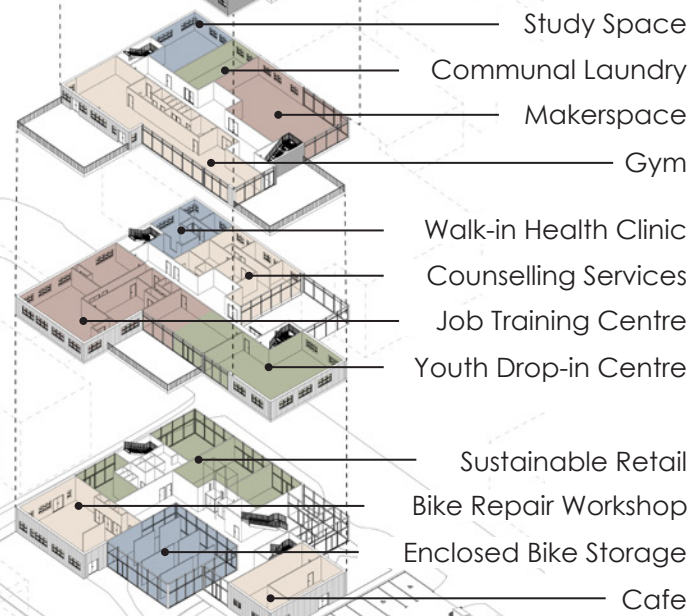 Study Space
Communal Laundry
Makerspace
Gym
Walk-in Health Clinic
Counselling Services
Job Training Centre
Youth Drop-in Centre
Sustainable Retail
Bike Repair Workshop
Enclosed Bike Storage
Cafe